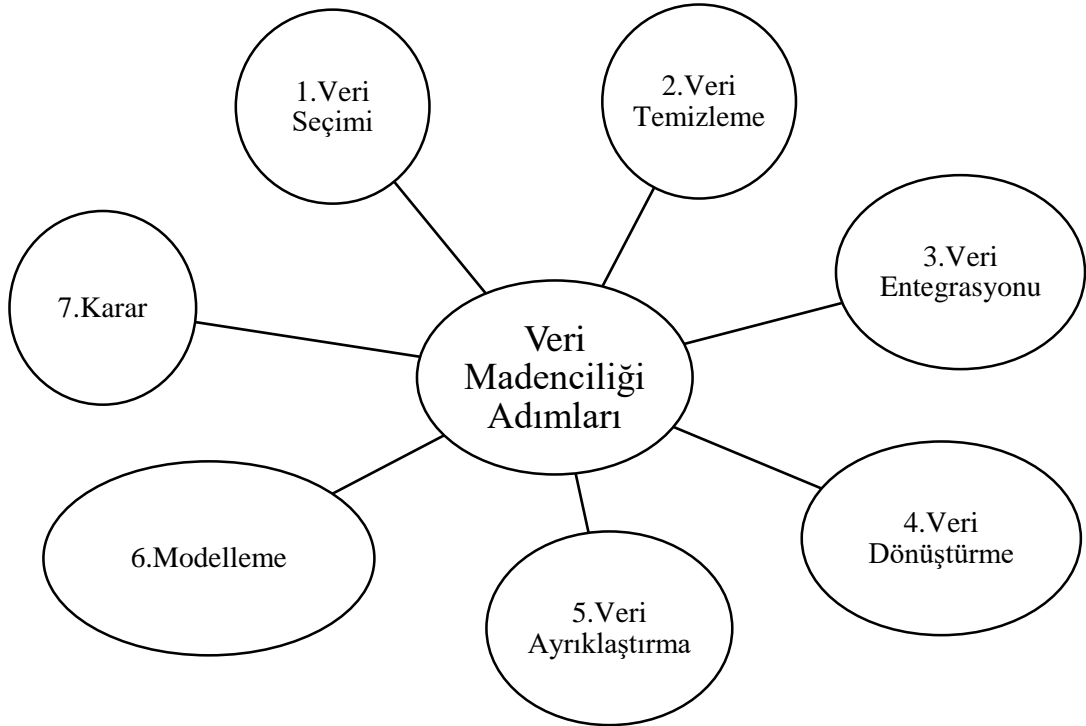 1.Veri
Seçimi
2.Veri
Temizleme
3.Veri
Entegrasyonu
4.Veri
Dönüştürme
5.Veri
Ayrıklaştırma
6.Modelleme
7.Karar
Veri
Madenciliği
Adımları